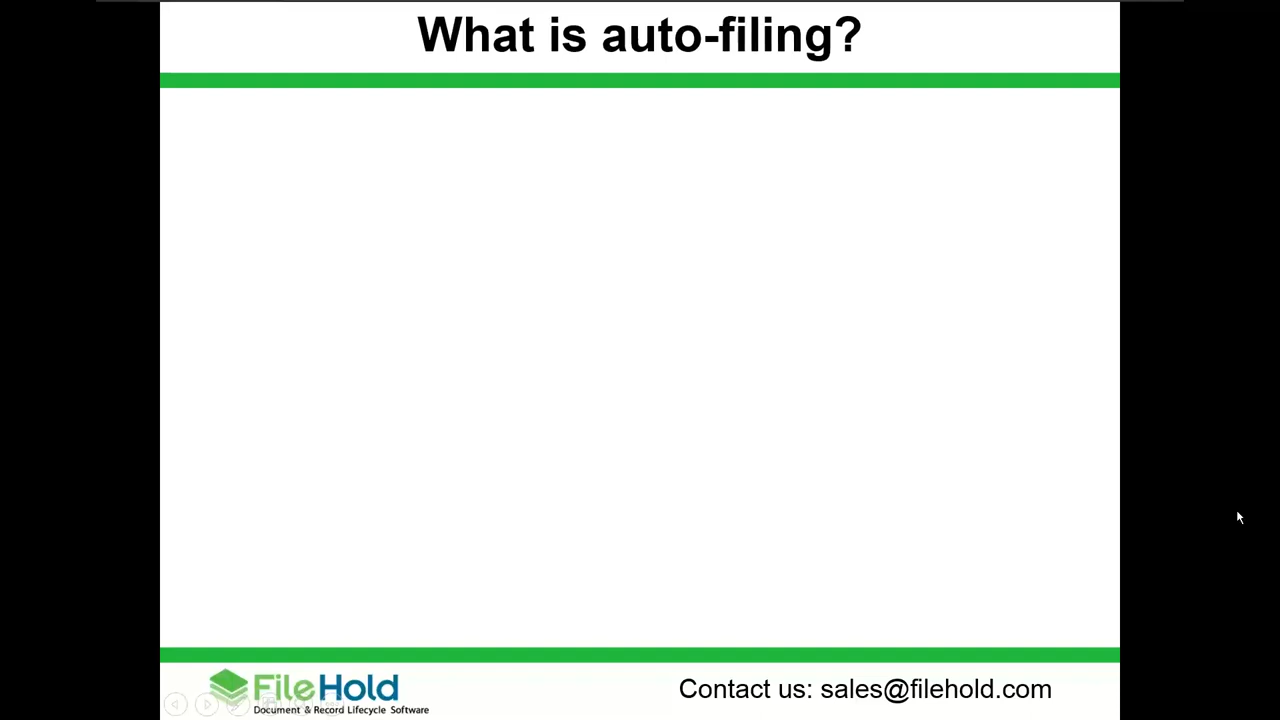 What is auto-filing?
FileHold
Document & Record Lifecycle Software
Contact us: sales@filehold.com